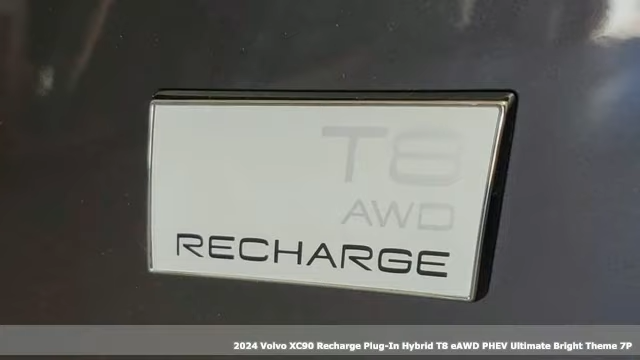 T8
AWD
RECHARGE
2024 Volvo XC90 Recharge Plug-In Hybrid T8 eAWD PHEV Ultimate Bright Theme 7P